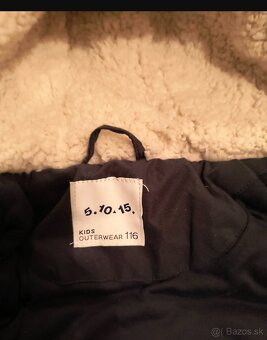 5.10.15.
KIDS
OUTERWEAR 116
Bazos.sk